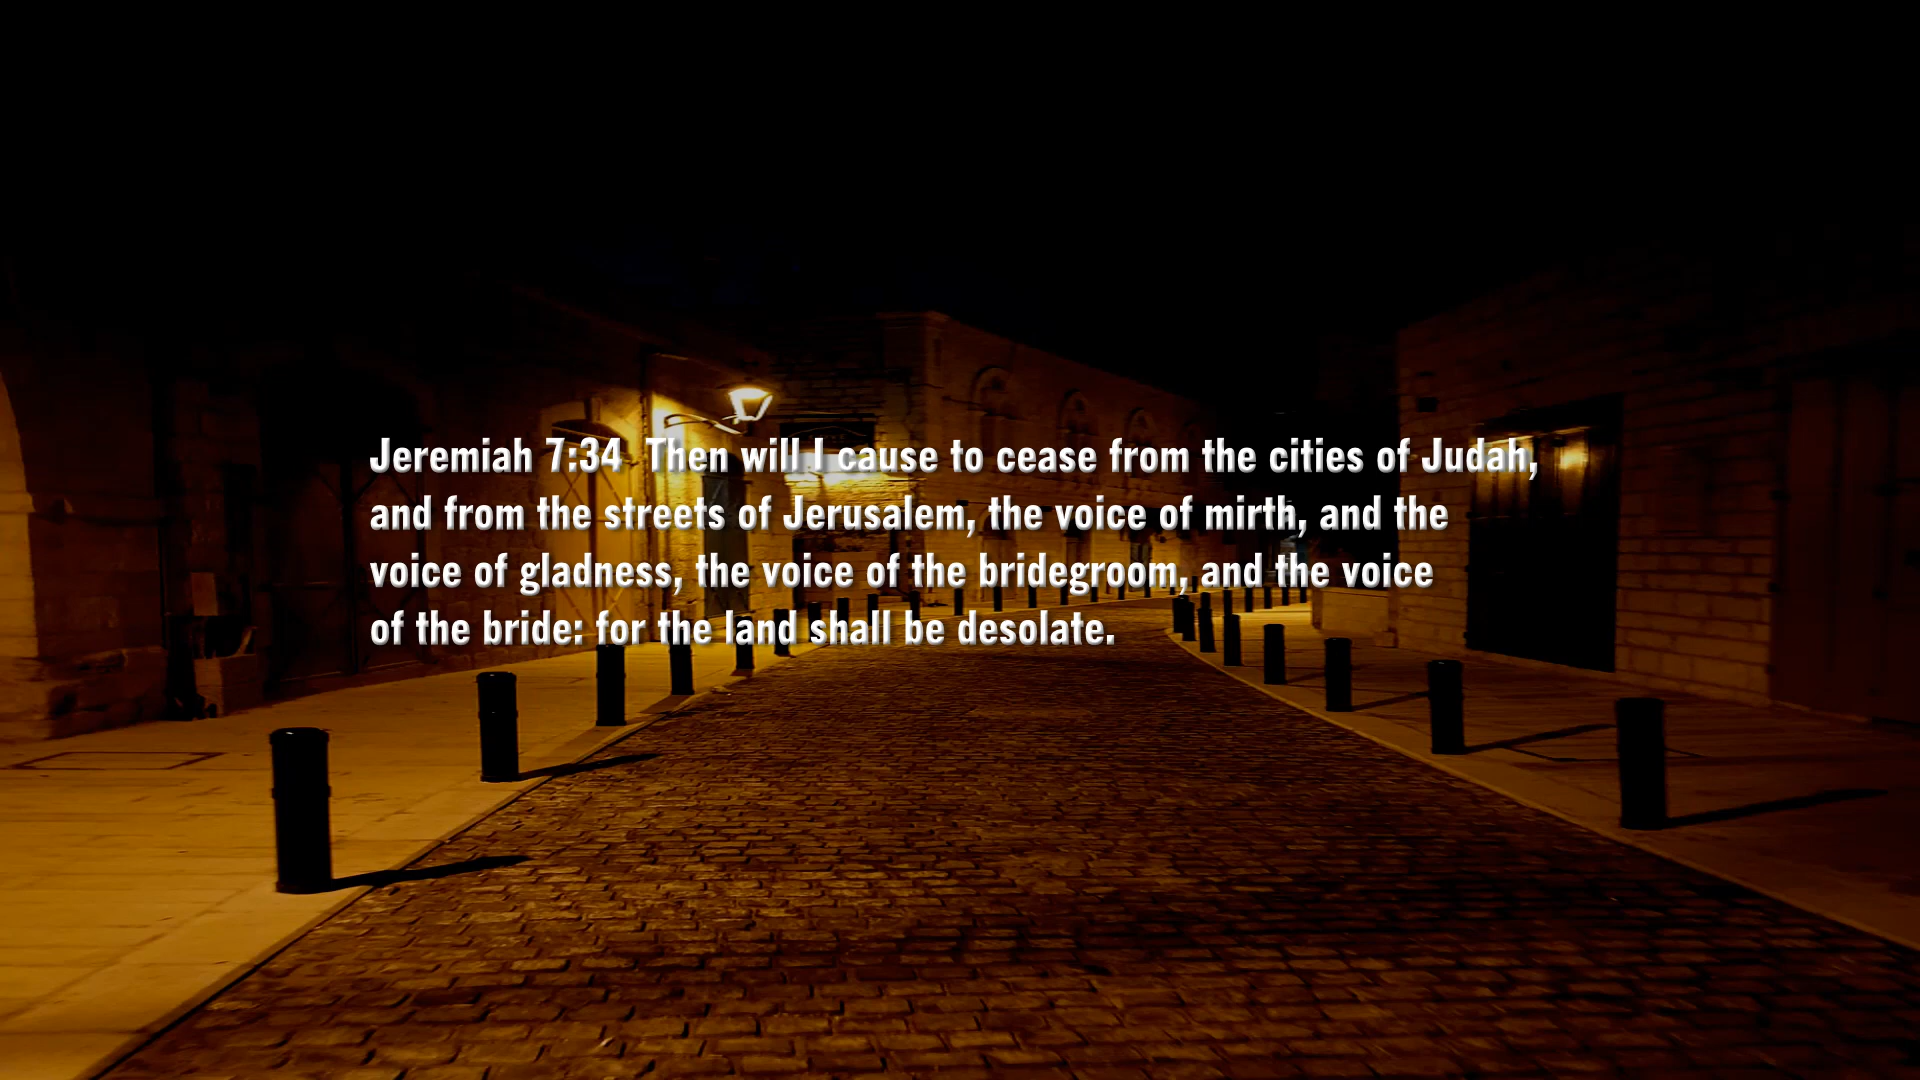 Jeremiah 7:34  Then will I cause to cease from the cities of Judah,
and from the streets of Jerusalem, the voice of mirth, and the
voice of gladness, the voice of the bridegroom, and the voice
of the bride: for the land shall be desolate.